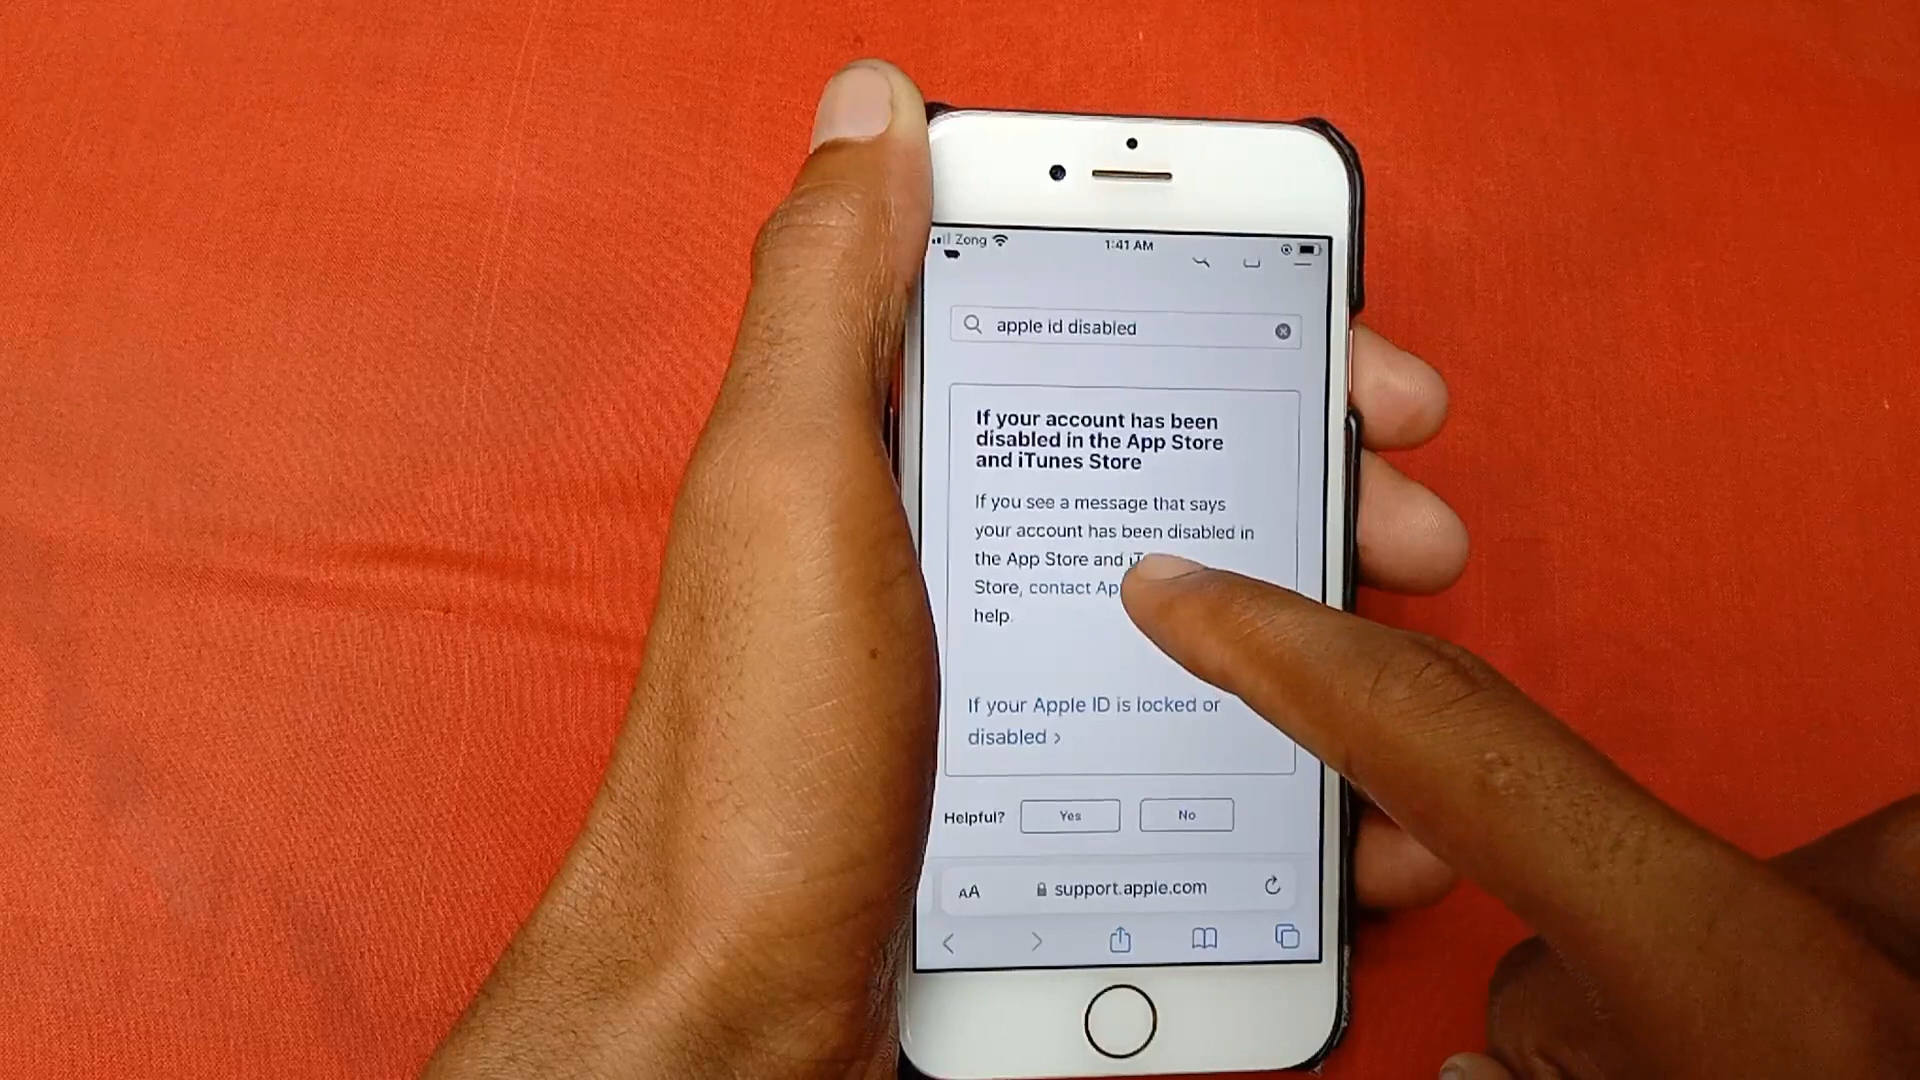 Zong
1:41 AM
apple id disabled
If your account has been
disabled in the App Store
and iTunes Store
If you see a message that says
your account has been disabled in
the App Store and
Store, contact
help.
If your Apple ID is locked or
disabled >
Helpful? Yes No
AA support.apple.com